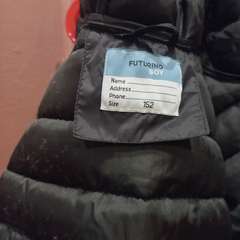 FUTURINO
BOY
Name
Address
Phone
Size 152